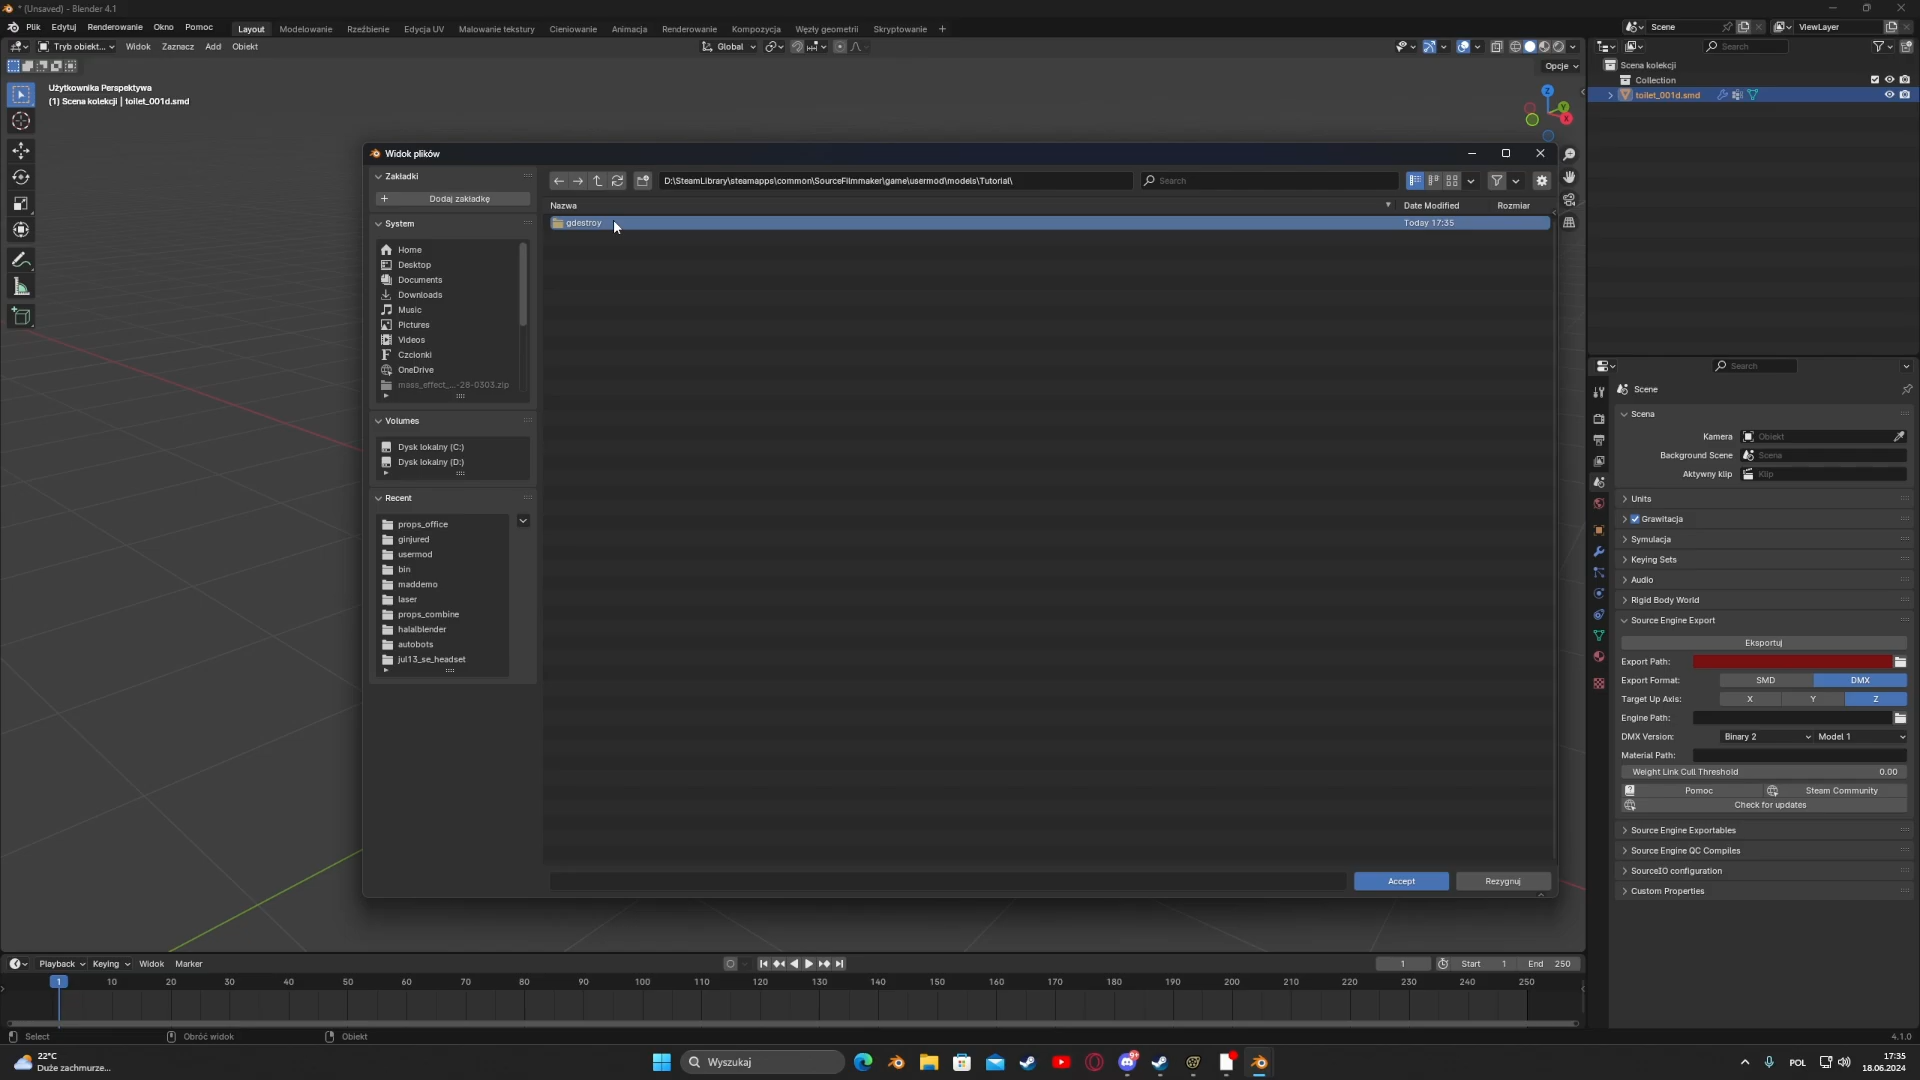 * (Unsaved) - Blender 4.1
Plik Edytuj Renderowanie Okno Pomoc Layout Modelowanie Rzeźbienie Edycja UV Malowanie tekstury Cieniowanie Animacja Renderowanie Kompozycja Węzły geometrii Skryptowanie + Scene ViewLayer
Tryb obiekt... Widok Zaznacz Add Obiekt Global Search
Opcje
Użytkownika Perspektywa
(1) Scena kolekcji | toilet_001d.smd
Z
Y
X
Scena kolekcji
Collection
toilet_001d.smd
Widok plików
Zakładki
+ Dodaj zakładkę
System
Home
Desktop
Documents
Downloads
Music
Pictures
Videos
Czcionki
OneDrive
mass_effect_...-28-0303.zip
Volumes
Dysk lokalny (C:)
Dysk lokalny (D:)
Recent
props_office
ginjured
usermod
bin
maddemo
laser
props_combine
halalblender
autobots
jul13_se_headset
D:\SteamLibrary\steamapps\common\SourceFilmmaker\game\usermod\models\Tutorial\ Search
Nazwa Date Modified Rozmiar
gdestroy Today 17:35
Accept Rezygnuj
Search
Scene
Scena
Kamera Obiekt
Background Scene Scena
Aktywny klip Klip
Units
Grawitacja
Symulacja
Keying Sets
Audio
Rigid Body World
Source Engine Export
Eksportuj
Export Path:
Export Format: SMD DMX
Target Up Axis: X Y Z
Engine Path:
DMX Version: Binary 2 Model 1
Material Path:
Weight Link Cull Threshold 0.00
Pomoc Steam Community
Check for updates
Source Engine Exportables
Source Engine QC Compiles
SourceIO configuration
Custom Properties
Playback Keying Widok Marker 1 Start 1 End 250
1 10 20 30 40 50 60 70 80 90 100 110 120 130 140 150 160 170 180 190 200 210 220 230 240 250
Select Obróć widok Obiekt 4.1.0
22°C
Duże zachmurze...
Wyszukaj
POL
17:35
18.06.2024